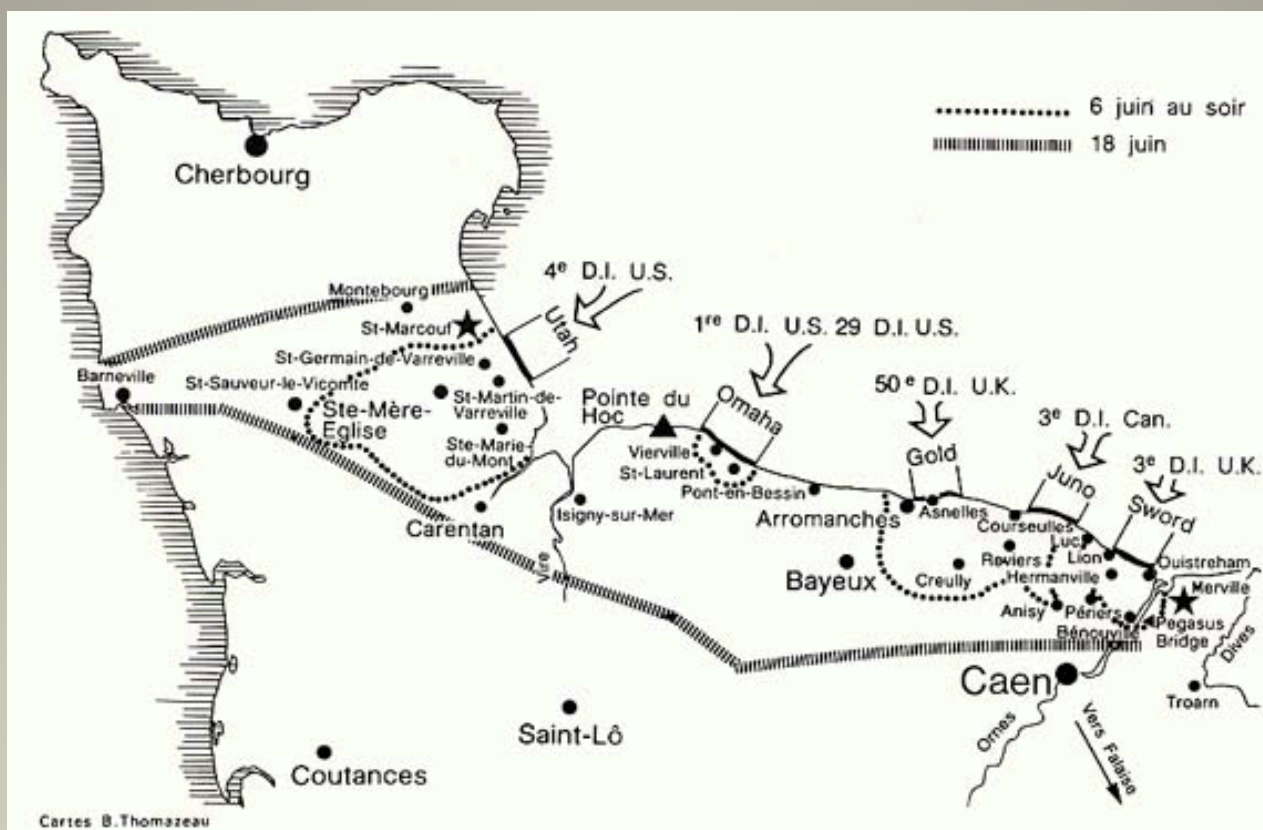 6 juin au soir
18 juin
Cherbourg
4e D.I. U.S.
Montebourg
St-Marcouf
Utah
1re D.I. U.S. 29 D.I. U.S.
St-Germain-de-Varreville
Barneville
St-Sauveur-le-Vicomte
St-Martin-de-
Varreville
Ste-Mère-
Eglise
Ste-Marie-
du-Mont
Pointe du
Hoc
Omaha
50e D.I. U.K.
Vierville
St-Laurent
Pont-en-Bessin
Gold
3e D.I. Can.
Juno
3e D.I. U.K.
Sword
Carentan
Isigny-sur-Mer
Arromanches
Asnelles
Courseulles
Luc
Lion
Ouistreham
Reviers
Hermanville
Bayeux
Creully
Merville
Anisy
Périers
Pegasus
Bridge
Bénouville
Vire
Dives
Caen
Troarn
Saint-Lô
Ornes
Vers Falaise
Coutances
Cartes B.Thomazeau